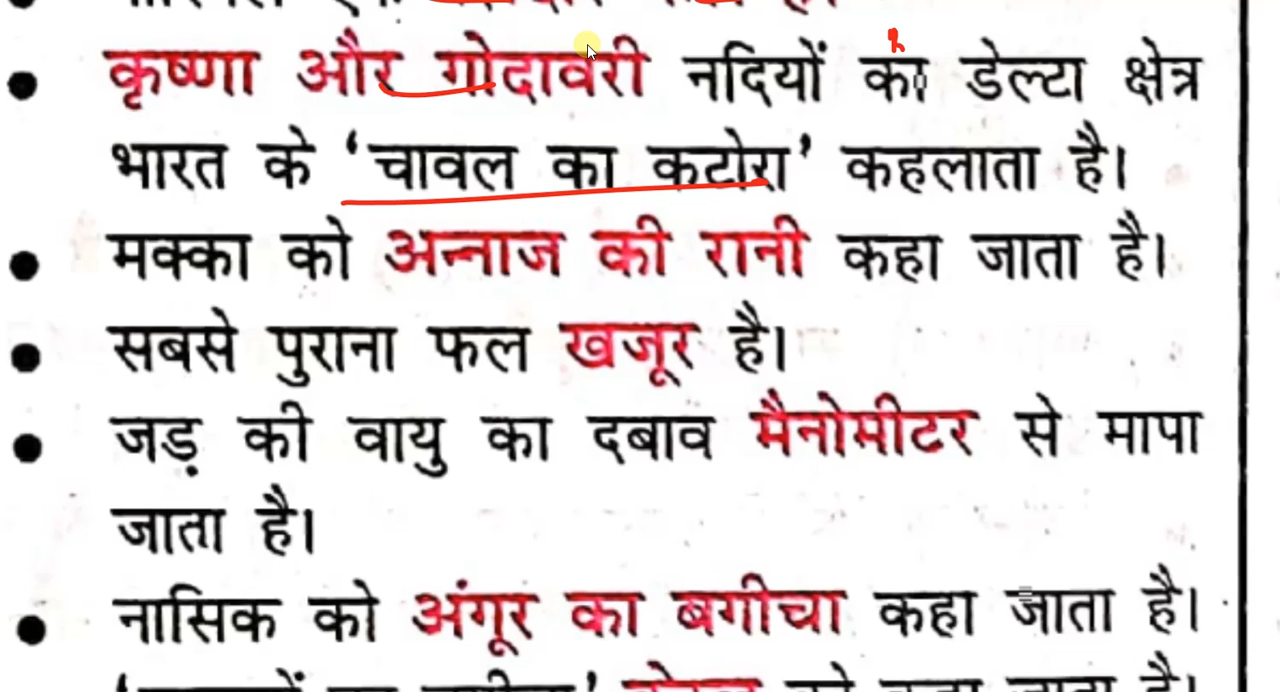 ● कृष्णा और गोदावरी नदियों का डेल्टा क्षेत्र
भारत के ‘चावल का कटोरा’ कहलाता है।
● मक्का को अन्नाज की रानी कहा जाता है।
● सबसे पुराना फल खजूर है।
● जड़ की वायु का दबाव मैनोमीटर से मापा
जाता है।
● नासिक को अंगूर का बगीचा कहा जाता है।